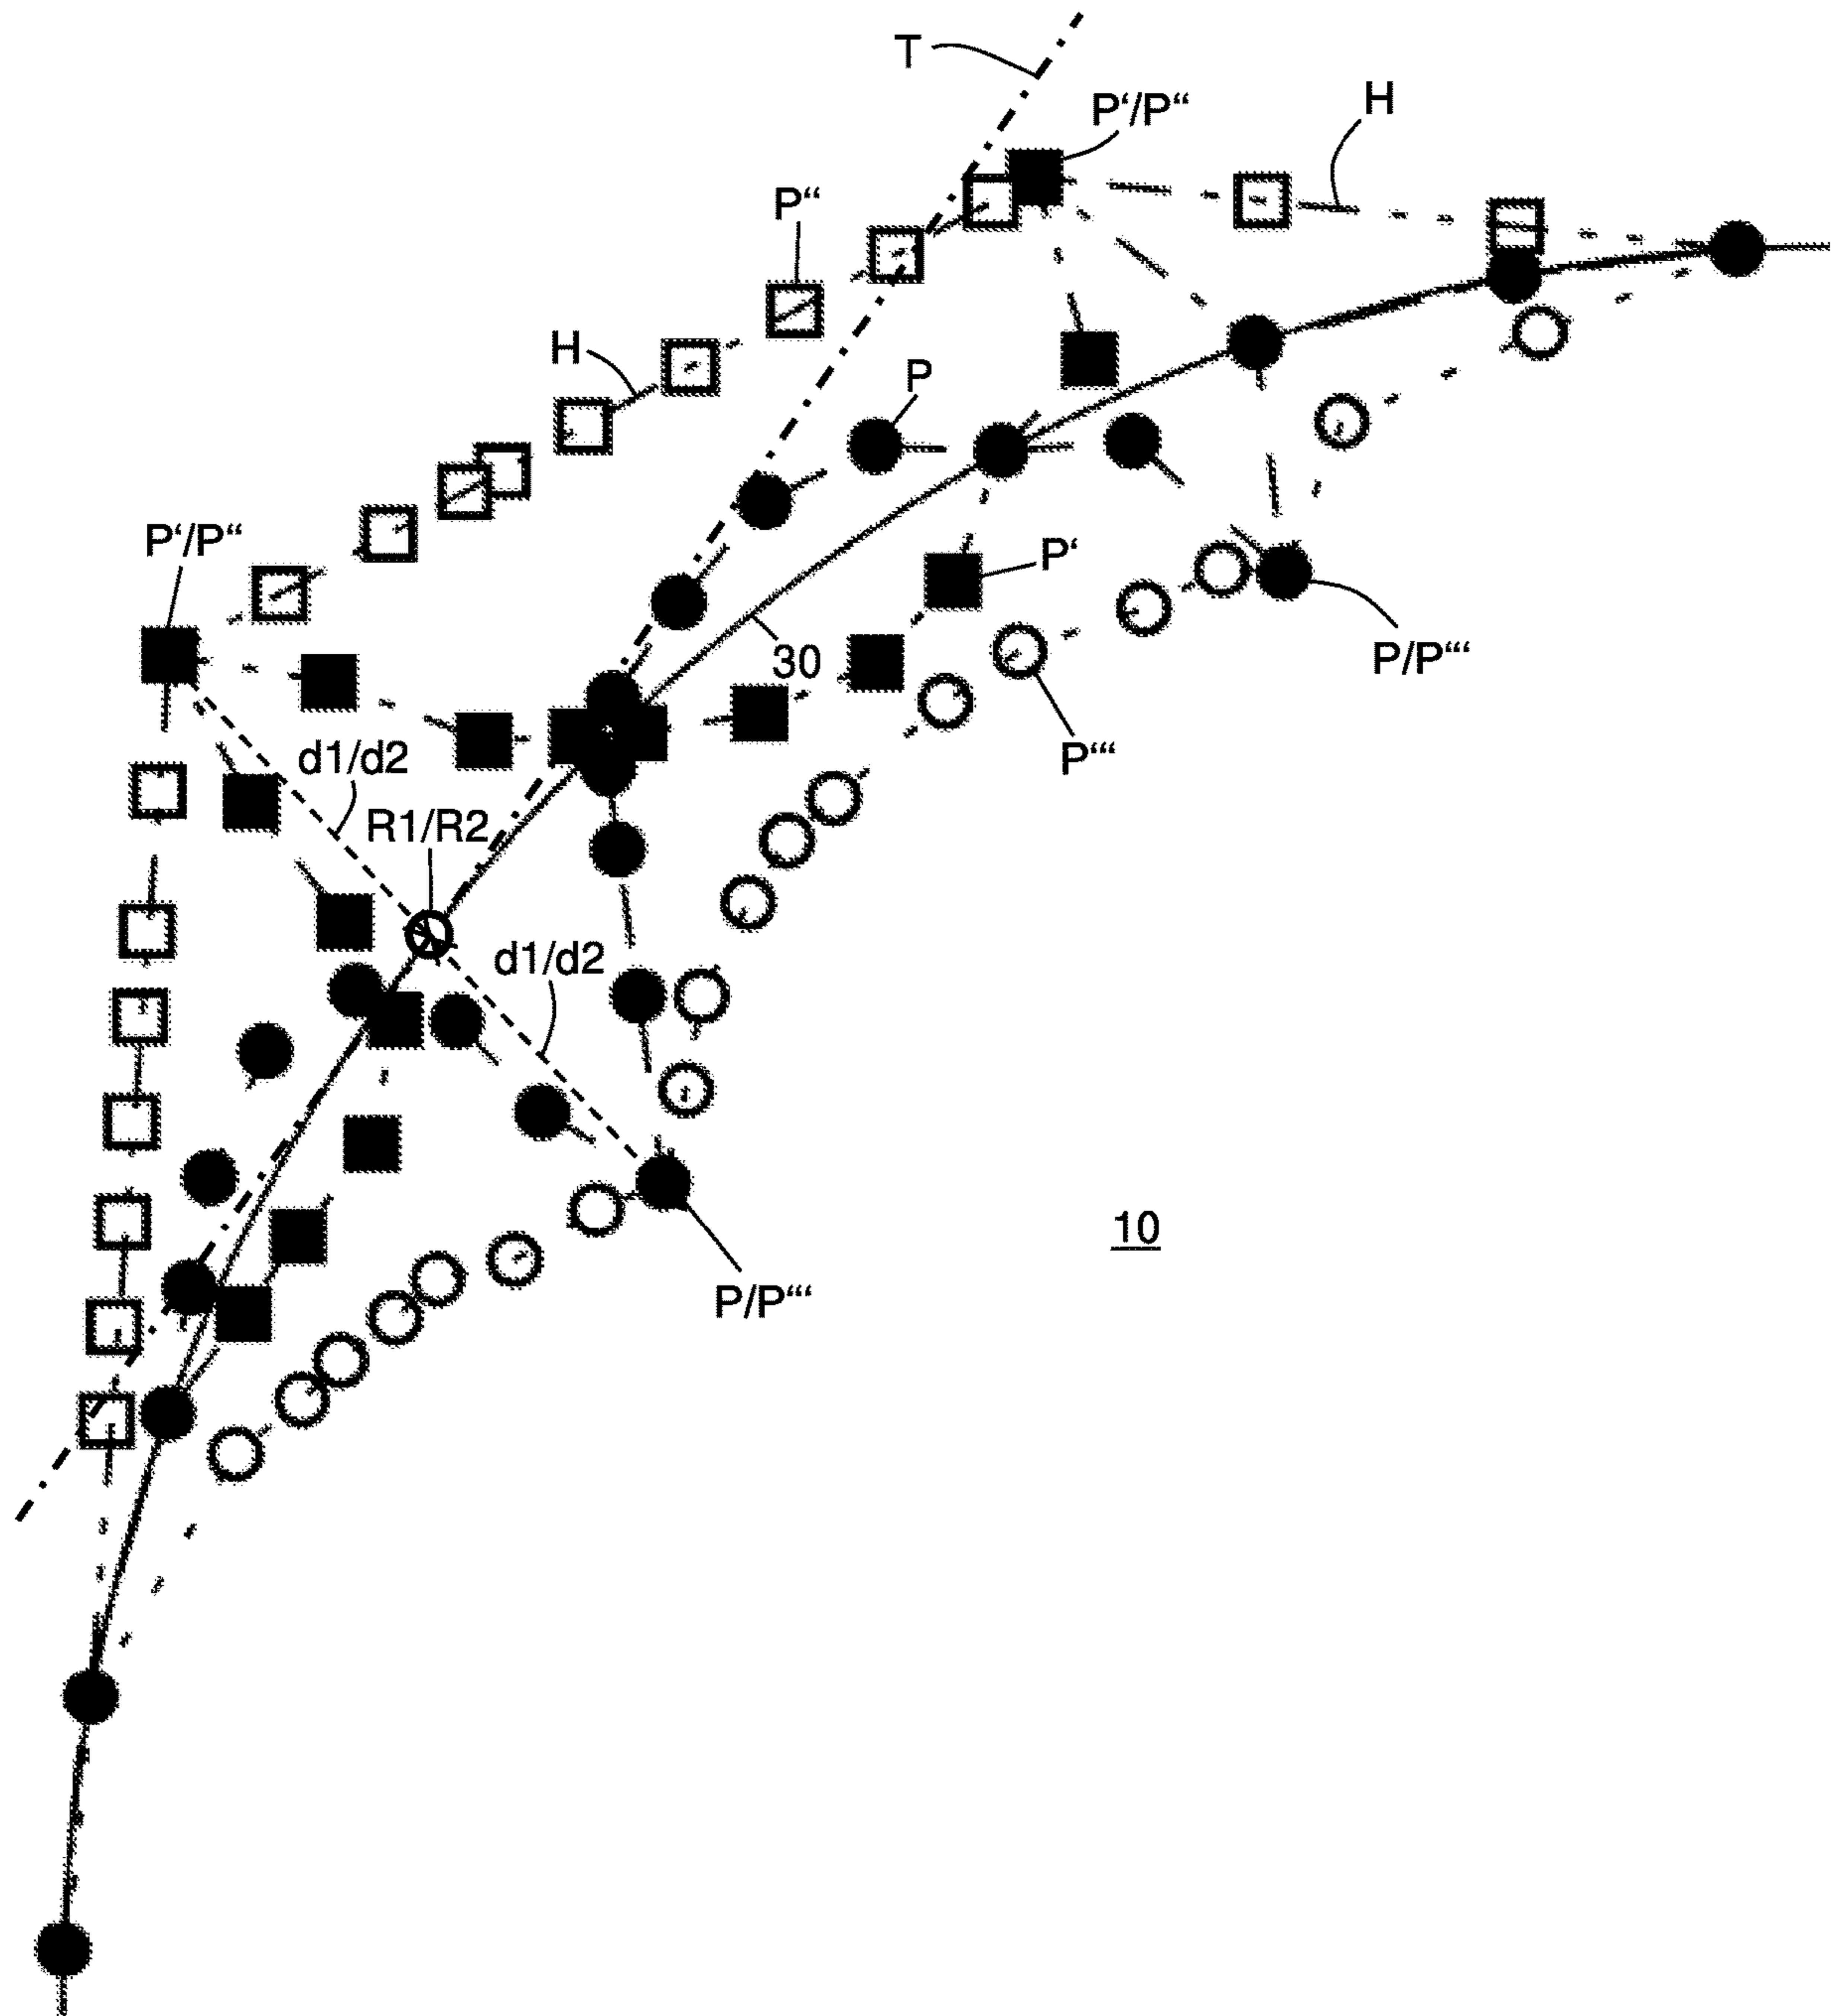 T
P‘/P“
H
P“
H
P
P‘/P“
P‘
30
P/P“‘
P“‘
d1/d2
R1/R2
d1/d2
10
P/P“‘